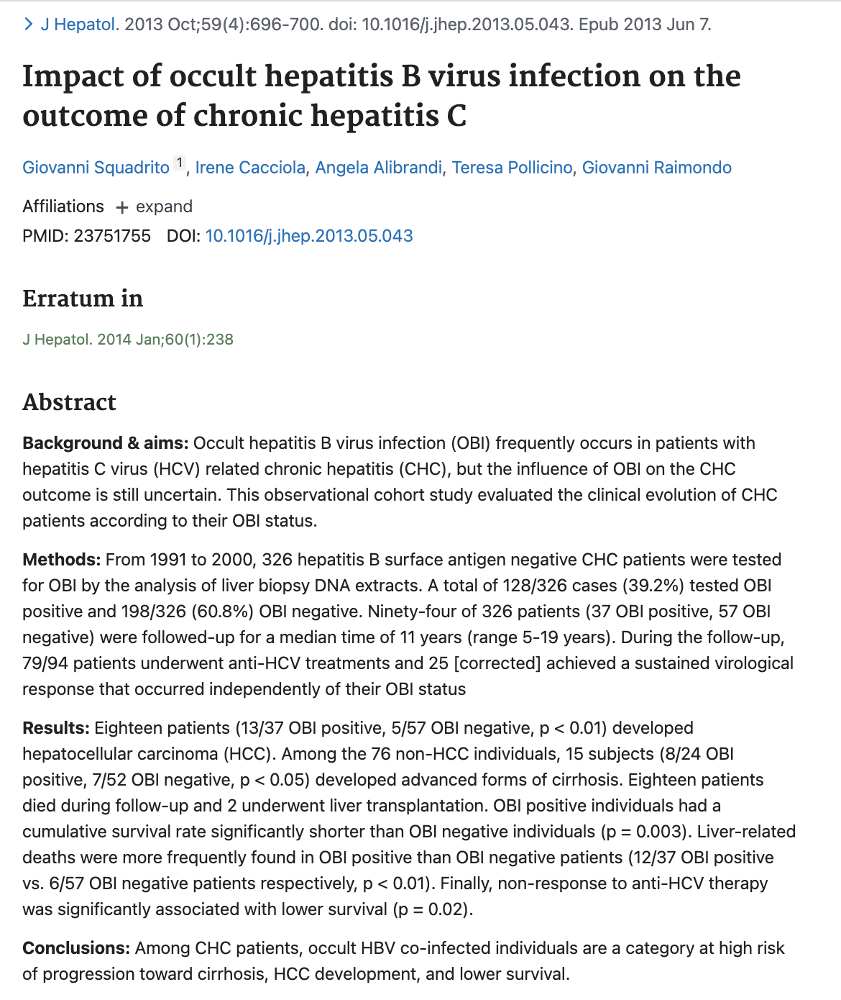 > J Hepatol. 2013 Oct;59(4):696-700. doi: 10.1016/j.jhep.2013.05.043. Epub 2013 Jun 7.
Impact of occult hepatitis B virus infection on the
outcome of chronic hepatitis C
Giovanni Squadrito 1, Irene Cacciola, Angela Alibrandi, Teresa Pollicino, Giovanni Raimondo
Affiliations + expand
PMID: 23751755 DOI: 10.1016/j.jhep.2013.05.043
Erratum in
J Hepatol. 2014 Jan;60(1):238
Abstract
Background & aims: Occult hepatitis B virus infection (OBI) frequently occurs in patients with
hepatitis C virus (HCV) related chronic hepatitis (CHC), but the influence of OBI on the CHC
outcome is still uncertain. This observational cohort study evaluated the clinical evolution of CHC
patients according to their OBI status.
Methods: From 1991 to 2000, 326 hepatitis B surface antigen negative CHC patients were tested
for OBI by the analysis of liver biopsy DNA extracts. A total of 128/326 cases (39.2%) tested OBI
positive and 198/326 (60.8%) OBI negative. Ninety-four of 326 patients (37 OBI positive, 57 OBI
negative) were followed-up for a median time of 11 years (range 5-19 years). During the follow-up,
79/94 patients underwent anti-HCV treatments and 25 [corrected] achieved a sustained virological
response that occurred independently of their OBI status
Results: Eighteen patients (13/37 OBI positive, 5/57 OBI negative, p < 0.01) developed
hepatocellular carcinoma (HCC). Among the 76 non-HCC individuals, 15 subjects (8/24 OBI
positive, 7/52 OBI negative, p < 0.05) developed advanced forms of cirrhosis. Eighteen patients
died during follow-up and 2 underwent liver transplantation. OBI positive individuals had a
cumulative survival rate significantly shorter than OBI negative individuals (p = 0.003). Liver-related
deaths were more frequently found in OBI positive than OBI negative patients (12/37 OBI positive
vs. 6/57 OBI negative patients respectively, p < 0.01). Finally, non-response to anti-HCV therapy
was significantly associated with lower survival (p = 0.02).
Conclusions: Among CHC patients, occult HBV co-infected individuals are a category at high risk
of progression toward cirrhosis, HCC development, and lower survival.